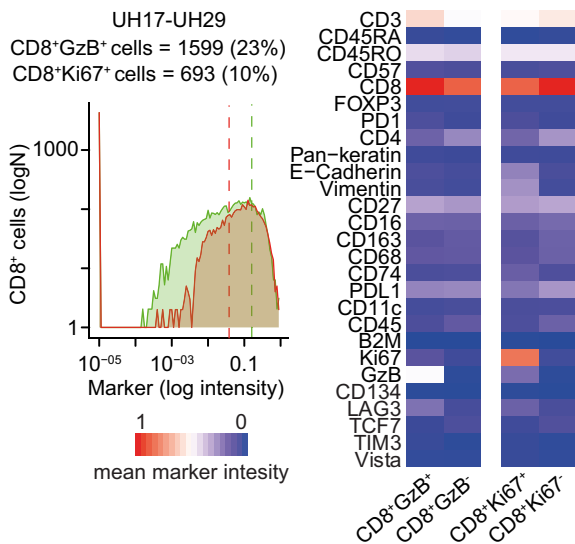 UH17-UH29
CD8⁺GzB⁺ cells = 1599 (23%)
CD8⁺Ki67⁺ cells = 693 (10%)
CD8⁺ cells (logN)
1000
1
10⁻⁰⁵
10⁻⁰³
0.1
Marker (log intensity)
1
0
mean marker intesity
CD3
CD45RA
CD45RO
CD57
CD8
FOXP3
PD1
CD4
Pan−keratin
E−Cadherin
Vimentin
CD27
CD16
CD163
CD68
CD74
PDL1
CD11c
CD45
B2M
Ki67
GzB
CD134
LAG3
TCF7
TIM3
Vista
CD8⁺GzB⁺
CD8⁺GzB⁻
CD8⁺Ki67⁺
CD8⁺Ki67⁻